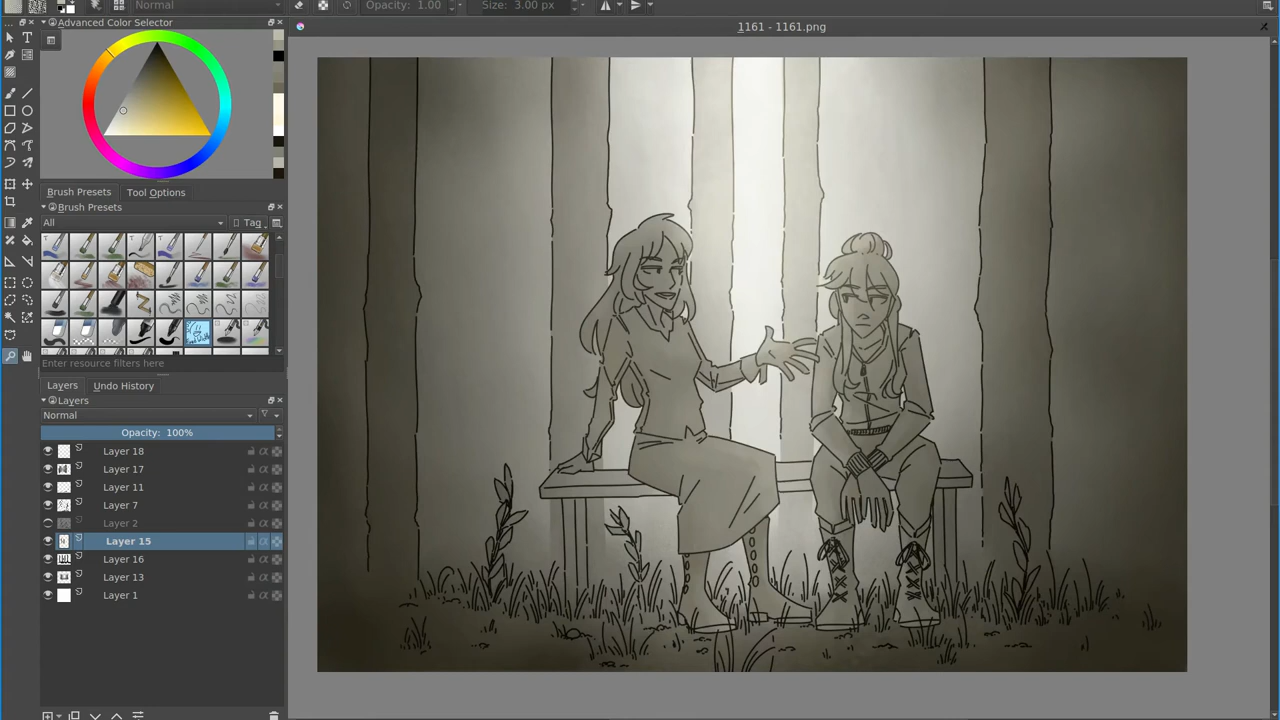 Normal
Opacity: 1.00
Size: 3.00 px
Advanced Color Selector
1161 - 1161.png
Brush Presets
Tool Options
Brush Presets
All
Tag
Enter resource filters here
Layers
Undo History
Layers
Normal
Opacity: 100%
Layer 18
Layer 17
Layer 11
Layer 7
Layer 2
Layer 15
Layer 16
Layer 13
Layer 1